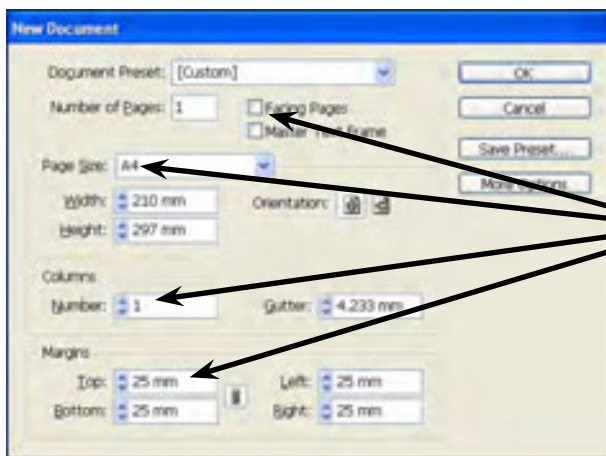 New Document
Document Preset: [Custom]
OK
Number of Pages: 1
Facing Pages
Cancel
Master Text Frame
Save Preset...
Page Size: A4
More Options
Width: 210 mm
Orientation:
Height: 297 mm
Columns
Number: 1
Gutter: 4.233 mm
Margins
Top: 25 mm
Left: 25 mm
Bottom: 25 mm
Right: 25 mm